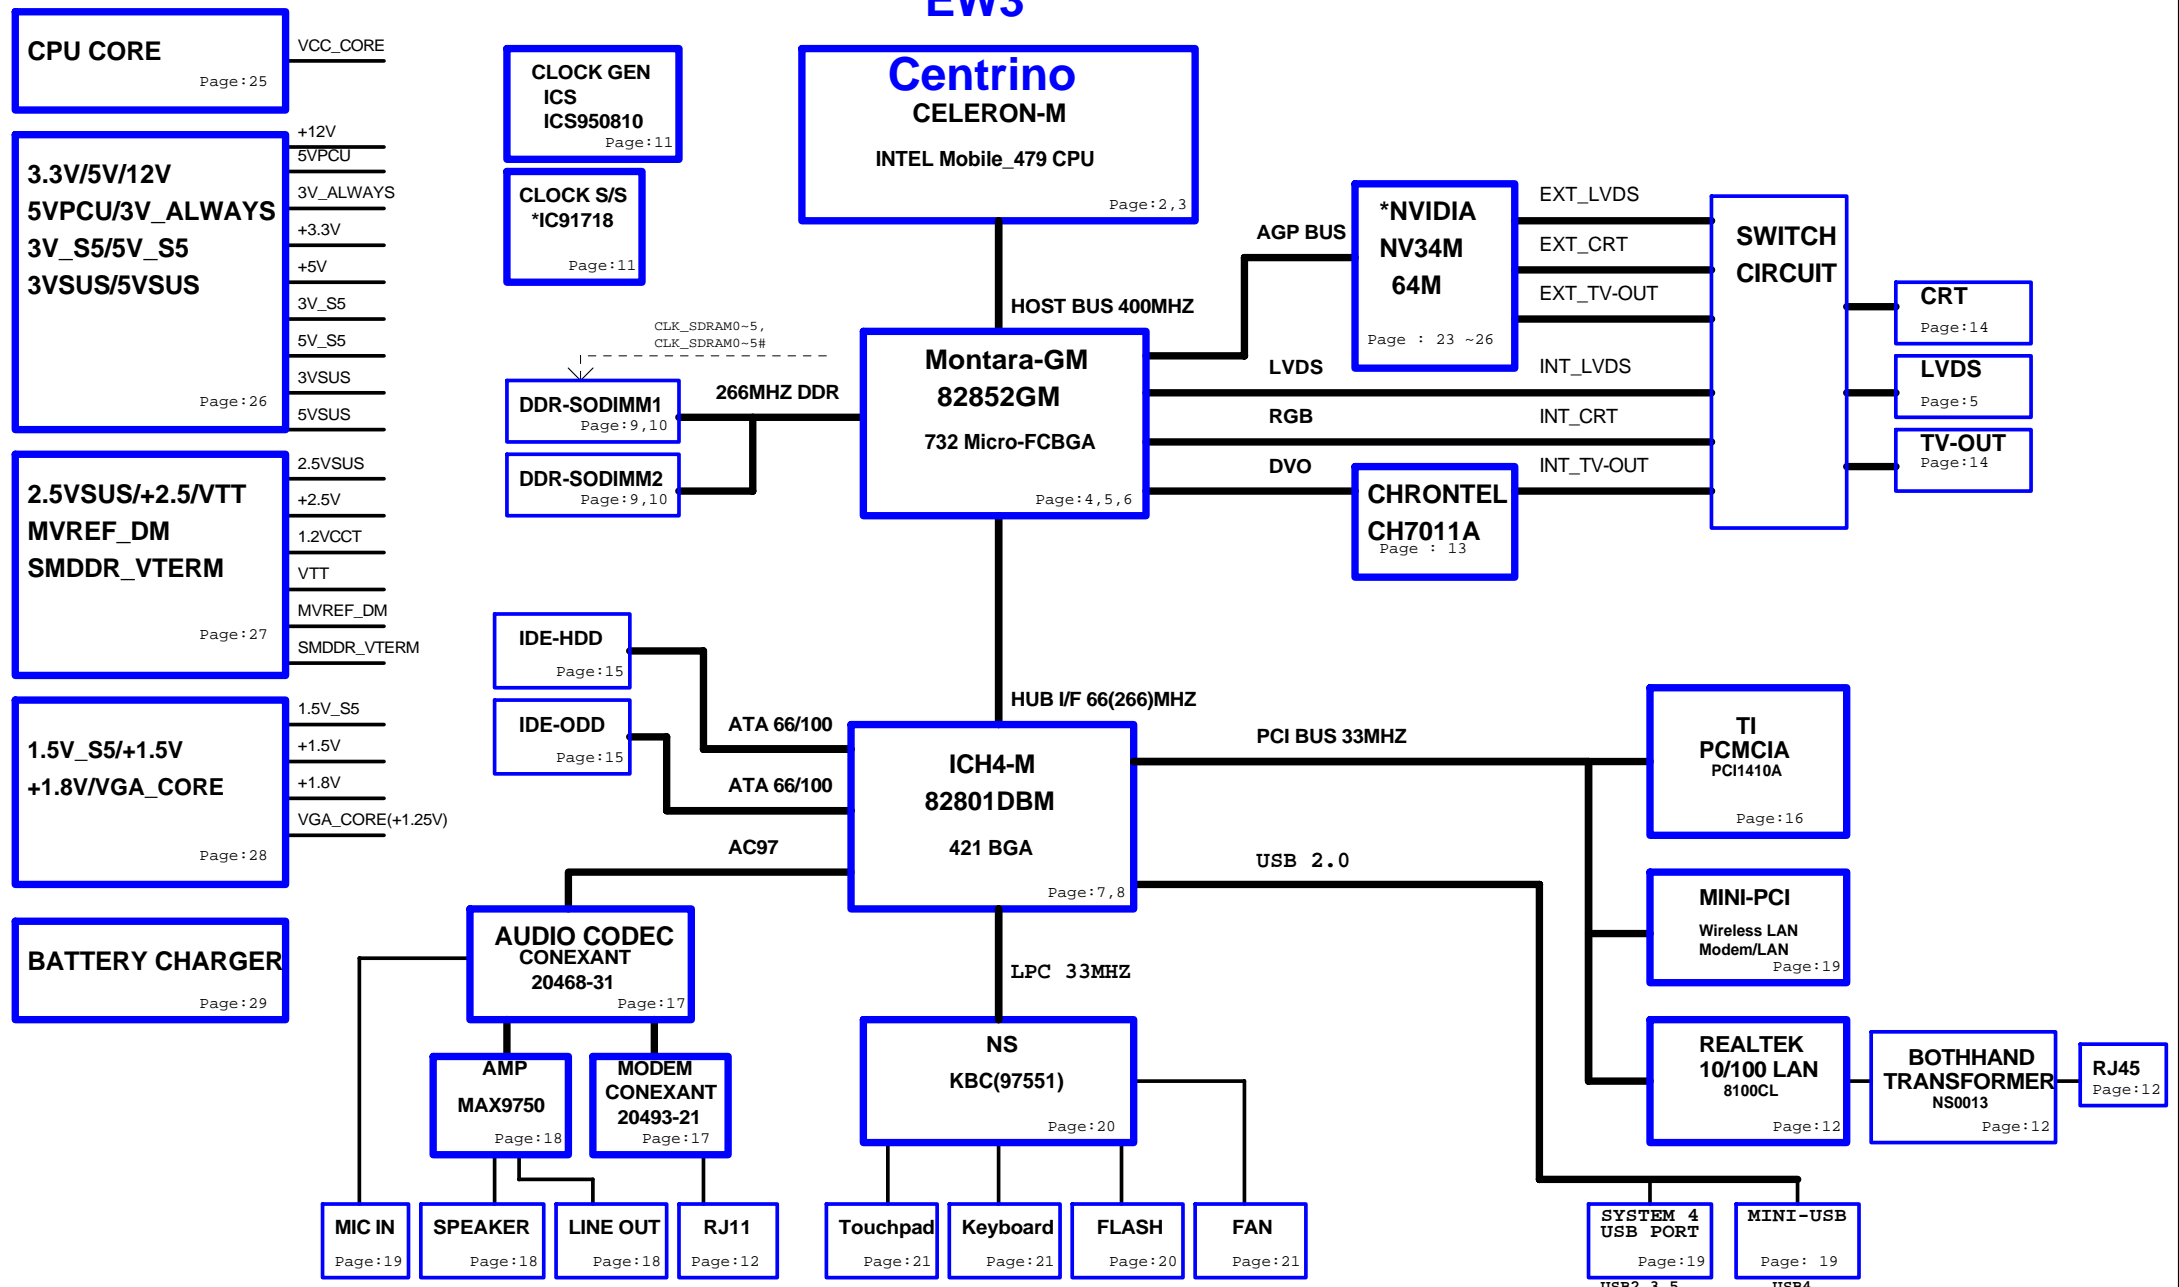 EW3
CPU CORE
Page:25
VCC_CORE
3.3V/5V/12V
5VPCU/3V_ALWAYS
3V_S5/5V_S5
3VSUS/5VSUS
Page:26
+12V
5VPCU
3V_ALWAYS
+3.3V
+5V
3V_S5
5V_S5
3VSUS
5VSUS
2.5VSUS/+2.5/VTT
MVREF_DM
SMDDR_VTERM
Page:27
2.5VSUS
+2.5V
1.2VCCT
VTT
MVREF_DM
SMDDR_VTERM
1.5V_S5/+1.5V
+1.8V/VGA_CORE
Page:28
1.5V_S5
+1.5V
+1.8V
VGA_CORE(+1.25V)
BATTERY CHARGER
Page:29
CLOCK GEN
ICS
ICS950810
Page:11
CLOCK S/S
*IC91718
Page:11
Centrino
CELERON-M
INTEL Mobile_479 CPU
Page:2,3
HOST BUS 400MHZ
CLK_SDRAM0~5,
CLK_SDRAM0~5#
DDR-SODIMM1
Page:9,10
DDR-SODIMM2
Page:9,10
266MHZ DDR
Montara-GM
82852GM
732 Micro-FCBGA
Page:4,5,6
AGP BUS
LVDS
RGB
DVO
*NVIDIA
NV34M
64M
Page : 23 ~26
CHRONTEL
CH7011A
Page : 13
EXT_LVDS
EXT_CRT
EXT_TV-OUT
INT_LVDS
INT_CRT
INT_TV-OUT
SWITCH
CIRCUIT
CRT
Page:14
LVDS
Page:5
TV-OUT
Page:14
IDE-HDD
Page:15
IDE-ODD
Page:15
ATA 66/100
ATA 66/100
AC97
HUB I/F 66(266)MHZ
ICH4-M
82801DBM
421 BGA
Page:7,8
PCI BUS 33MHZ
USB 2.0
LPC 33MHZ
TI
PCMCIA
PCI1410A
Page:16
MINI-PCI
Wireless LAN
Modem/LAN
Page:19
REALTEK
10/100 LAN
8100CL
Page:12
BOTHHAND
TRANSFORMER
NS0013
Page:12
RJ45
Page:12
AUDIO CODEC
CONEXANT
20468-31
Page:17
AMP
MAX9750
Page:18
MODEM
CONEXANT
20493-21
Page:17
NS
KBC(97551)
Page:20
MIC IN
Page:19
SPEAKER
Page:18
LINE OUT
Page:18
RJ11
Page:12
Touchpad
Page:21
Keyboard
Page:21
FLASH
Page:20
FAN
Page:21
SYSTEM 4
USB PORT
Page:19
USB2,3,5
MINI-USB
Page: 19
USB4